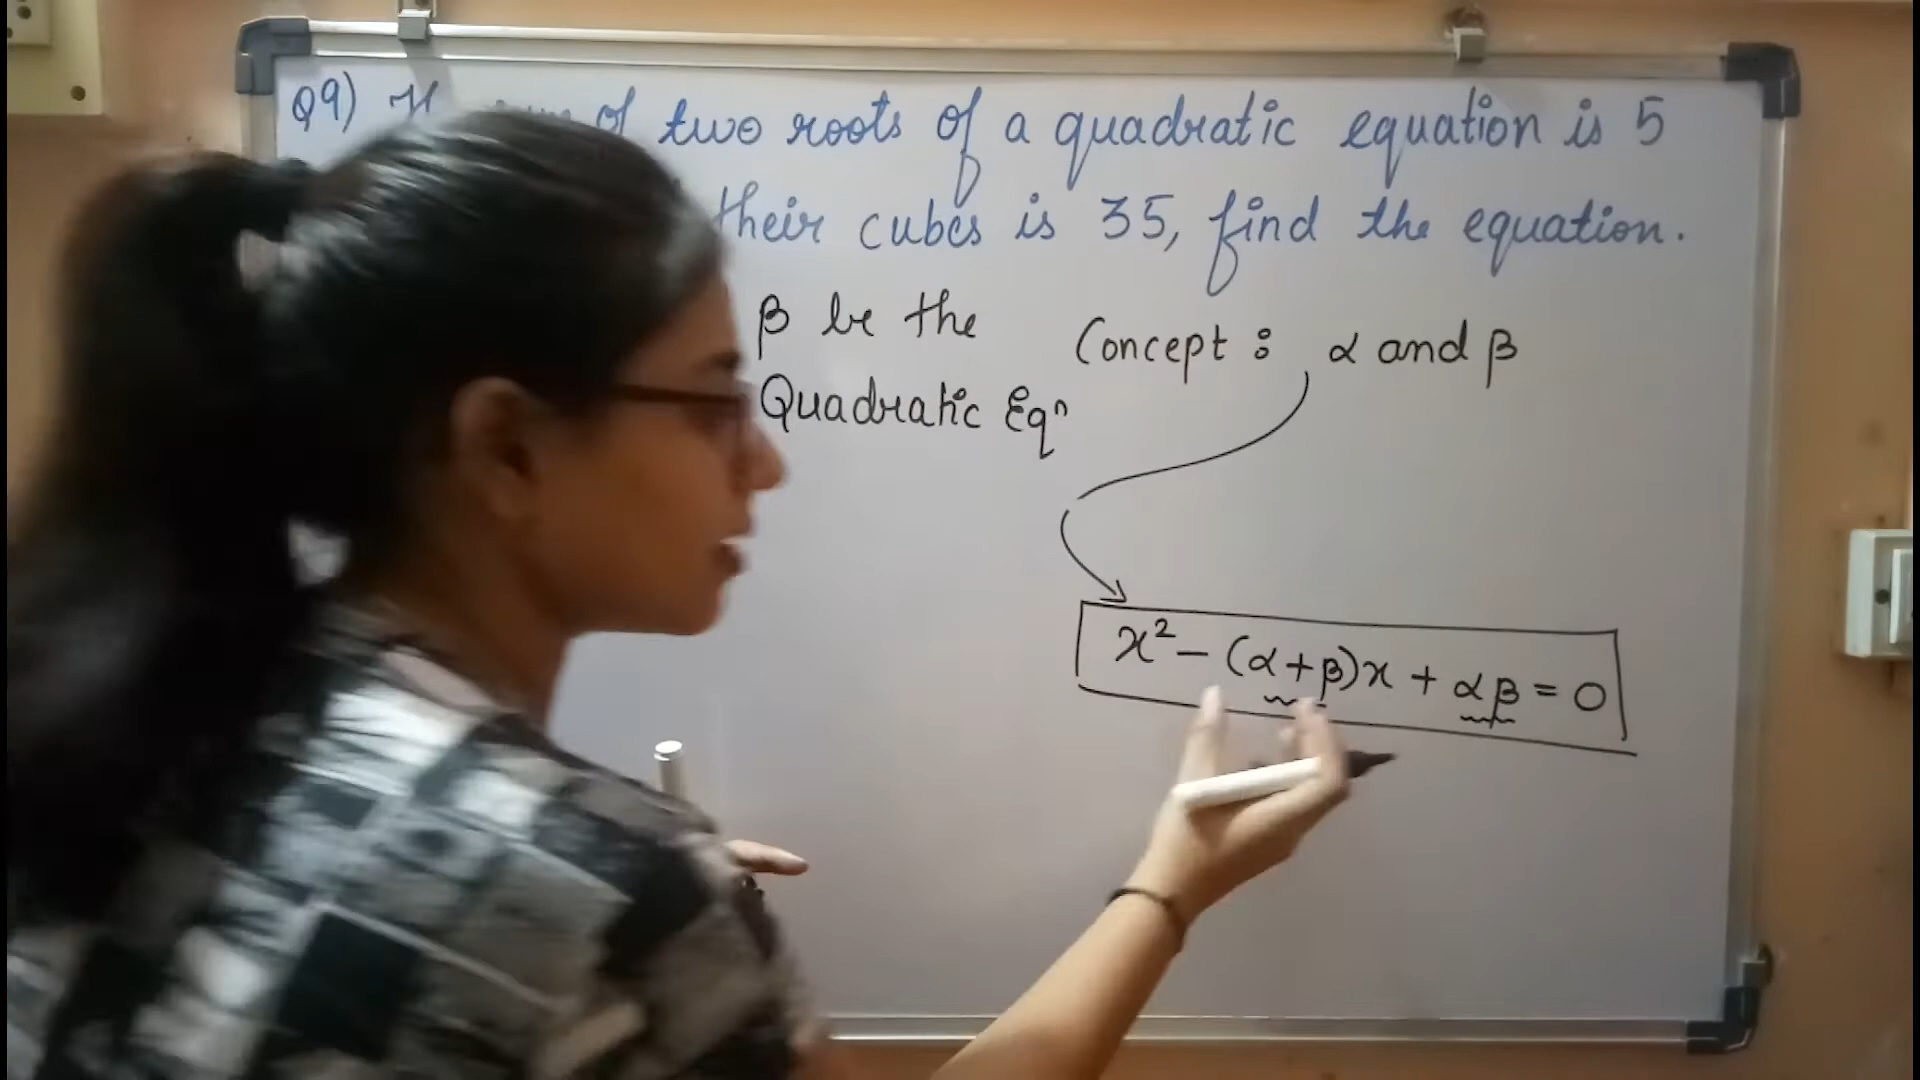 Q9) If of two roots of a quadratic equation is 5
their cubes is 35, find the equation.
β be the
Quadratic Eqⁿ
Concept : α and β
x² - (α+β)x + αβ = 0